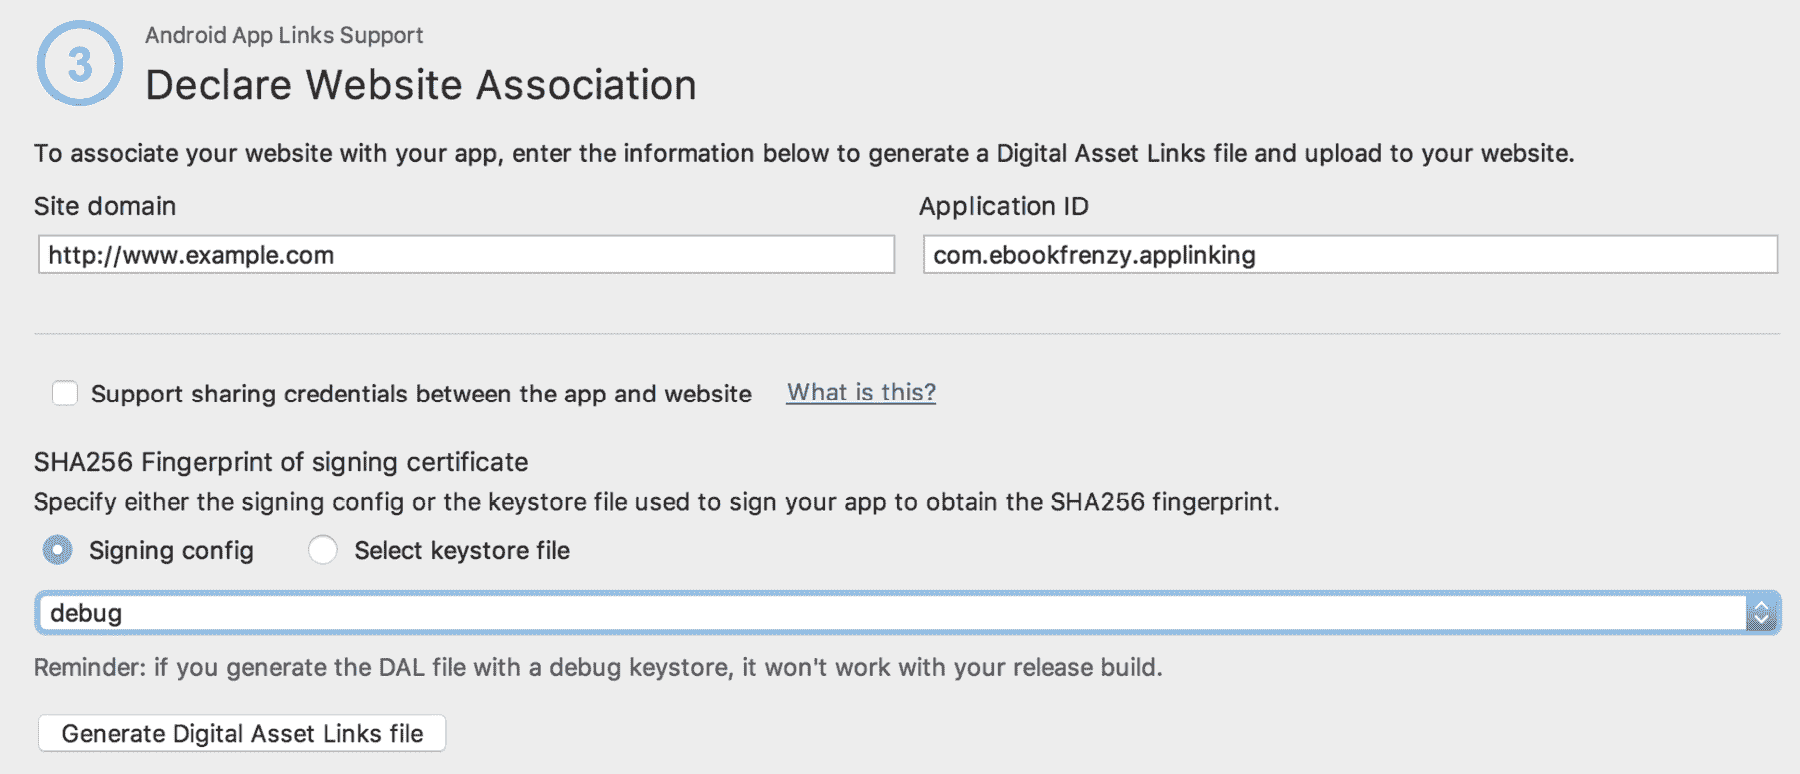 3
Android App Links Support
Declare Website Association
To associate your website with your app, enter the information below to generate a Digital Asset Links file and upload to your website.
Site domain
Application ID
http://www.example.com
com.ebookfrenzy.applinking
Support sharing credentials between the app and website
What is this?
SHA256 Fingerprint of signing certificate
Specify either the signing config or the keystore file used to sign your app to obtain the SHA256 fingerprint.
Signing config
Select keystore file
debug
Reminder: if you generate the DAL file with a debug keystore, it won't work with your release build.
Generate Digital Asset Links file